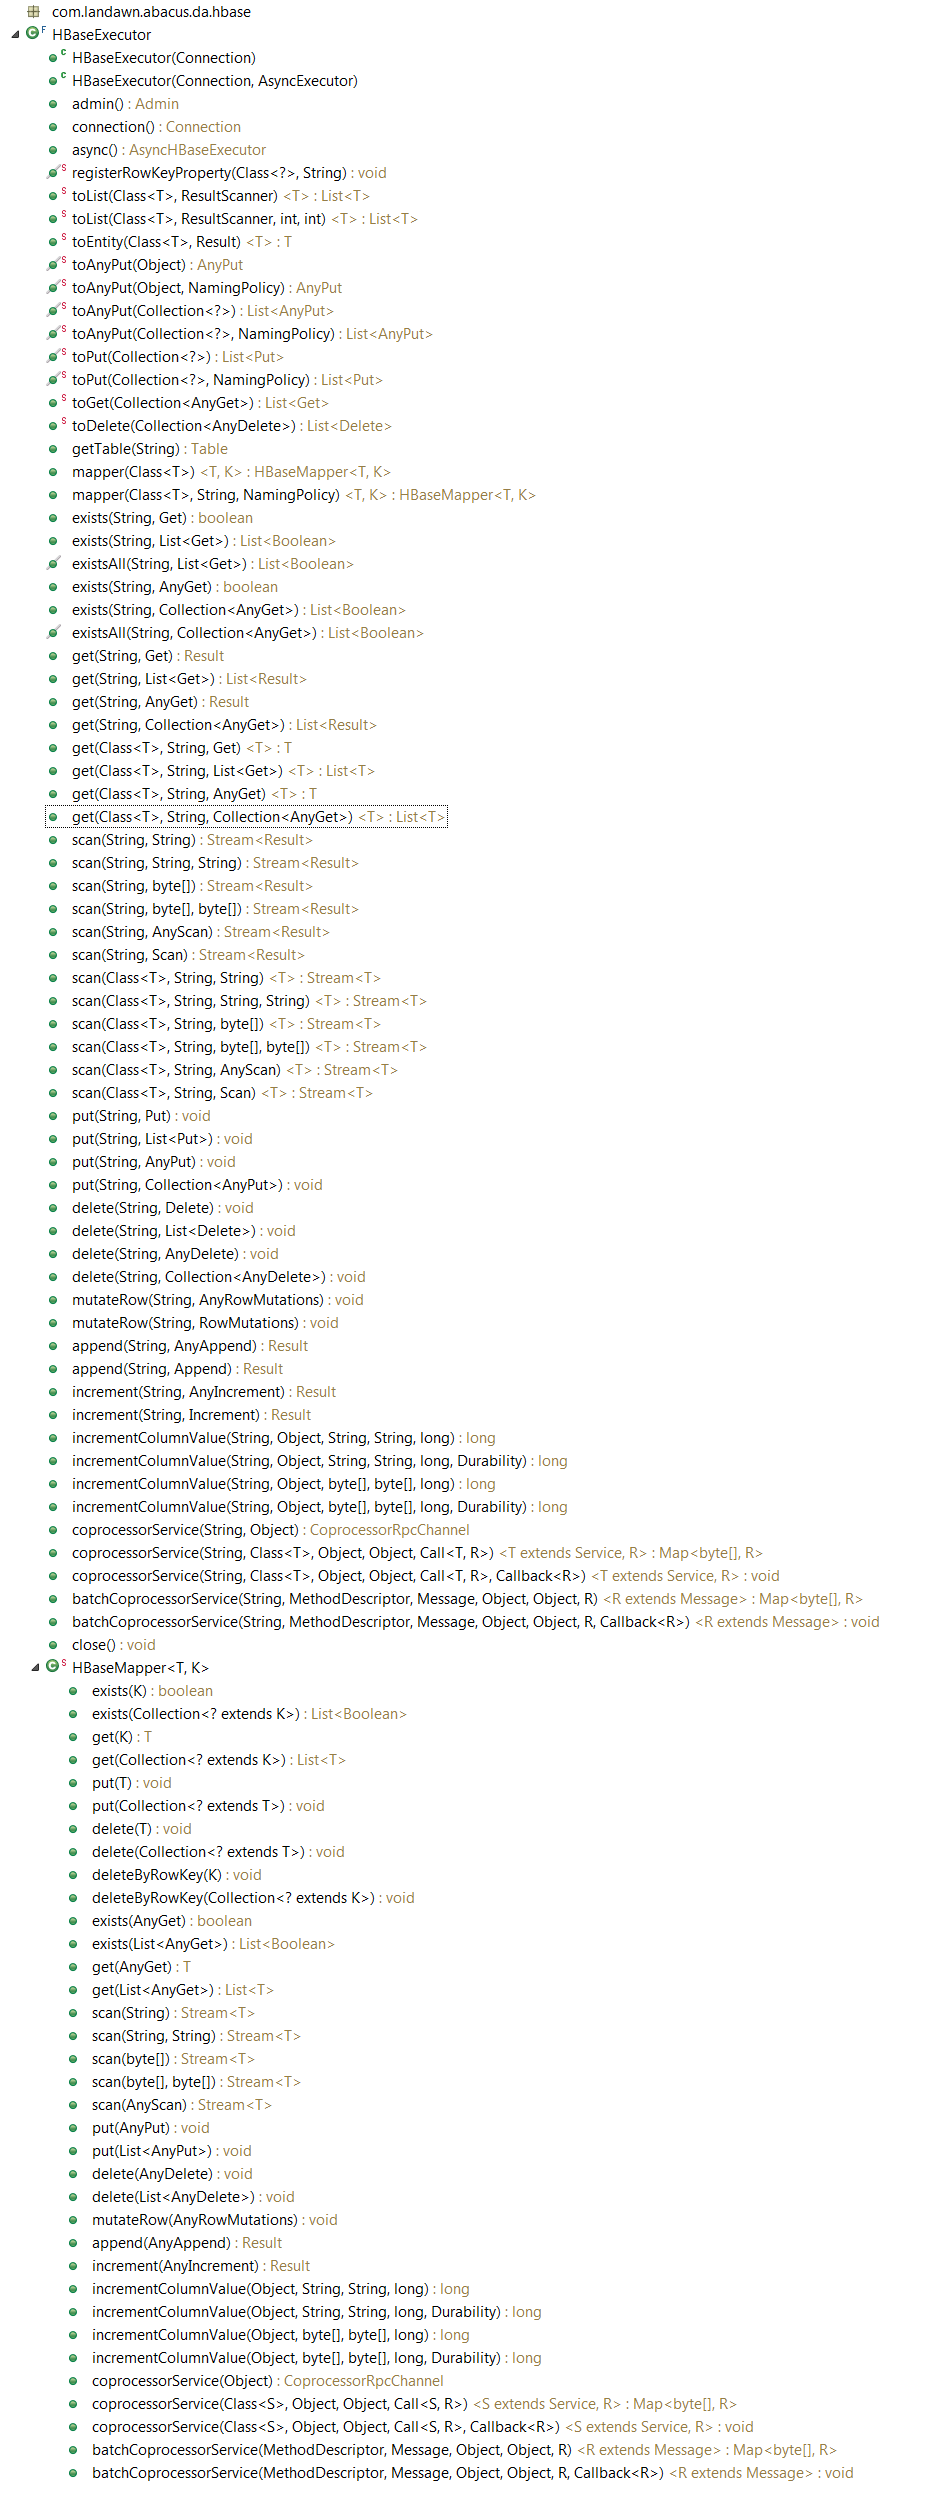 com.landawn.abacus.da.hbase
HBaseExecutor
HBaseExecutor(Connection)
HBaseExecutor(Connection, AsyncExecutor)
admin() : Admin
connection() : Connection
async() : AsyncHBaseExecutor
registerRowKeyProperty(Class<?>, String) : void
toList(Class<T>, ResultScanner) <T> : List<T>
toList(Class<T>, ResultScanner, int, int) <T> : List<T>
toEntity(Class<T>, Result) <T> : T
toAnyPut(Object) : AnyPut
toAnyPut(Object, NamingPolicy) : AnyPut
toAnyPut(Collection<?>) : List<AnyPut>
toAnyPut(Collection<?>, NamingPolicy) : List<AnyPut>
toPut(Collection<?>) : List<Put>
toPut(Collection<?>, NamingPolicy) : List<Put>
toGet(Collection<AnyGet>) : List<Get>
toDelete(Collection<AnyDelete>) : List<Delete>
getTable(String) : Table
mapper(Class<T>) <T, K> : HBaseMapper<T, K>
mapper(Class<T>, String, NamingPolicy) <T, K> : HBaseMapper<T, K>
exists(String, Get) : boolean
exists(String, List<Get>) : List<Boolean>
existsAll(String, List<Get>) : List<Boolean>
exists(String, AnyGet) : boolean
exists(String, Collection<AnyGet>) : List<Boolean>
existsAll(String, Collection<AnyGet>) : List<Boolean>
get(String, Get) : Result
get(String, List<Get>) : List<Result>
get(String, AnyGet) : Result
get(String, Collection<AnyGet>) : List<Result>
get(Class<T>, String, Get) <T> : T
get(Class<T>, String, List<Get>) <T> : List<T>
get(Class<T>, String, AnyGet) <T> : T
get(Class<T>, String, Collection<AnyGet>) <T> : List<T>
scan(String, String) : Stream<Result>
scan(String, String, String) : Stream<Result>
scan(String, byte[]) : Stream<Result>
scan(String, byte[], byte[]) : Stream<Result>
scan(String, AnyScan) : Stream<Result>
scan(String, Scan) : Stream<Result>
scan(Class<T>, String, String) <T> : Stream<T>
scan(Class<T>, String, String, String) <T> : Stream<T>
scan(Class<T>, String, byte[]) <T> : Stream<T>
scan(Class<T>, String, byte[], byte[]) <T> : Stream<T>
scan(Class<T>, String, AnyScan) <T> : Stream<T>
scan(Class<T>, String, Scan) <T> : Stream<T>
put(String, Put) : void
put(String, List<Put>) : void
put(String, AnyPut) : void
put(String, Collection<AnyPut>) : void
delete(String, Delete) : void
delete(String, List<Delete>) : void
delete(String, AnyDelete) : void
delete(String, Collection<AnyDelete>) : void
mutateRow(String, AnyRowMutations) : void
mutateRow(String, RowMutations) : void
append(String, AnyAppend) : Result
append(String, Append) : Result
increment(String, AnyIncrement) : Result
increment(String, Increment) : Result
incrementColumnValue(String, Object, String, String, long) : long
incrementColumnValue(String, Object, String, String, long, Durability) : long
incrementColumnValue(String, Object, byte[], byte[], long) : long
incrementColumnValue(String, Object, byte[], byte[], long, Durability) : long
coprocessorService(String, Object) : CoprocessorRpcChannel
coprocessorService(String, Class<T>, Object, Object, Call<T, R>) <T extends Service, R> : Map<byte[], R>
coprocessorService(String, Class<T>, Object, Object, Call<T, R>, Callback<R>) <T extends Service, R> : void
batchCoprocessorService(String, MethodDescriptor, Message, Object, Object, R) <R extends Message> : Map<byte[], R>
batchCoprocessorService(String, MethodDescriptor, Message, Object, Object, R, Callback<R>) <R extends Message> : void
close() : void
HBaseMapper<T, K>
exists(K) : boolean
exists(Collection<? extends K>) : List<Boolean>
get(K) : T
get(Collection<? extends K>) : List<T>
put(T) : void
put(Collection<? extends T>) : void
delete(T) : void
delete(Collection<? extends T>) : void
deleteByRowKey(K) : void
deleteByRowKey(Collection<? extends K>) : void
exists(AnyGet) : boolean
exists(List<AnyGet>) : List<Boolean>
get(AnyGet) : T
get(List<AnyGet>) : List<T>
scan(String) : Stream<T>
scan(String, String) : Stream<T>
scan(byte[]) : Stream<T>
scan(byte[], byte[]) : Stream<T>
scan(AnyScan) : Stream<T>
put(AnyPut) : void
put(List<AnyPut>) : void
delete(AnyDelete) : void
delete(List<AnyDelete>) : void
mutateRow(AnyRowMutations) : void
append(AnyAppend) : Result
increment(AnyIncrement) : Result
incrementColumnValue(Object, String, String, long) : long
incrementColumnValue(Object, String, String, long, Durability) : long
incrementColumnValue(Object, byte[], byte[], long) : long
incrementColumnValue(Object, byte[], byte[], long, Durability) : long
coprocessorService(Object) : CoprocessorRpcChannel
coprocessorService(Class<S>, Object, Object, Call<S, R>) <S extends Service, R> : Map<byte[], R>
coprocessorService(Class<S>, Object, Object, Call<S, R>, Callback<R>) <S extends Service, R> : void
batchCoprocessorService(MethodDescriptor, Message, Object, Object, R) <R extends Message> : Map<byte[], R>
batchCoprocessorService(MethodDescriptor, Message, Object, Object, R, Callback<R>) <R extends Message> : void